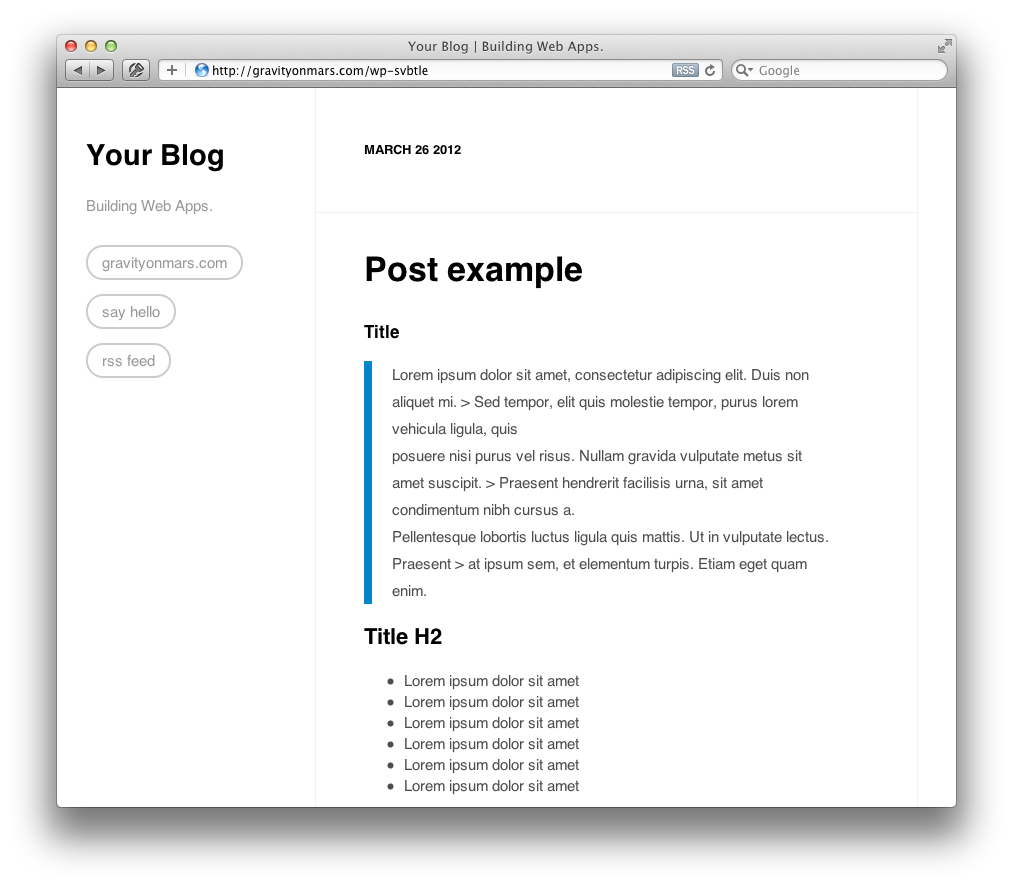 Your Blog | Building Web Apps.
http://gravityonmars.com/wp-svbtle
RSS
Google
Your Blog
Building Web Apps.
gravityonmars.com
say hello
rss feed
MARCH 26 2012
Post example
Title
Lorem ipsum dolor sit amet, consectetur adipiscing elit. Duis non
aliquet mi. > Sed tempor, elit quis molestie tempor, purus lorem
vehicula ligula, quis
posuere nisi purus vel risus. Nullam gravida vulputate metus sit
amet suscipit. > Praesent hendrerit facilisis urna, sit amet
condimentum nibh cursus a.
Pellentesque lobortis luctus ligula quis mattis. Ut in vulputate lectus.
Praesent > at ipsum sem, et elementum turpis. Etiam eget quam
enim.
Title H2
• Lorem ipsum dolor sit amet
• Lorem ipsum dolor sit amet
• Lorem ipsum dolor sit amet
• Lorem ipsum dolor sit amet
• Lorem ipsum dolor sit amet
• Lorem ipsum dolor sit amet